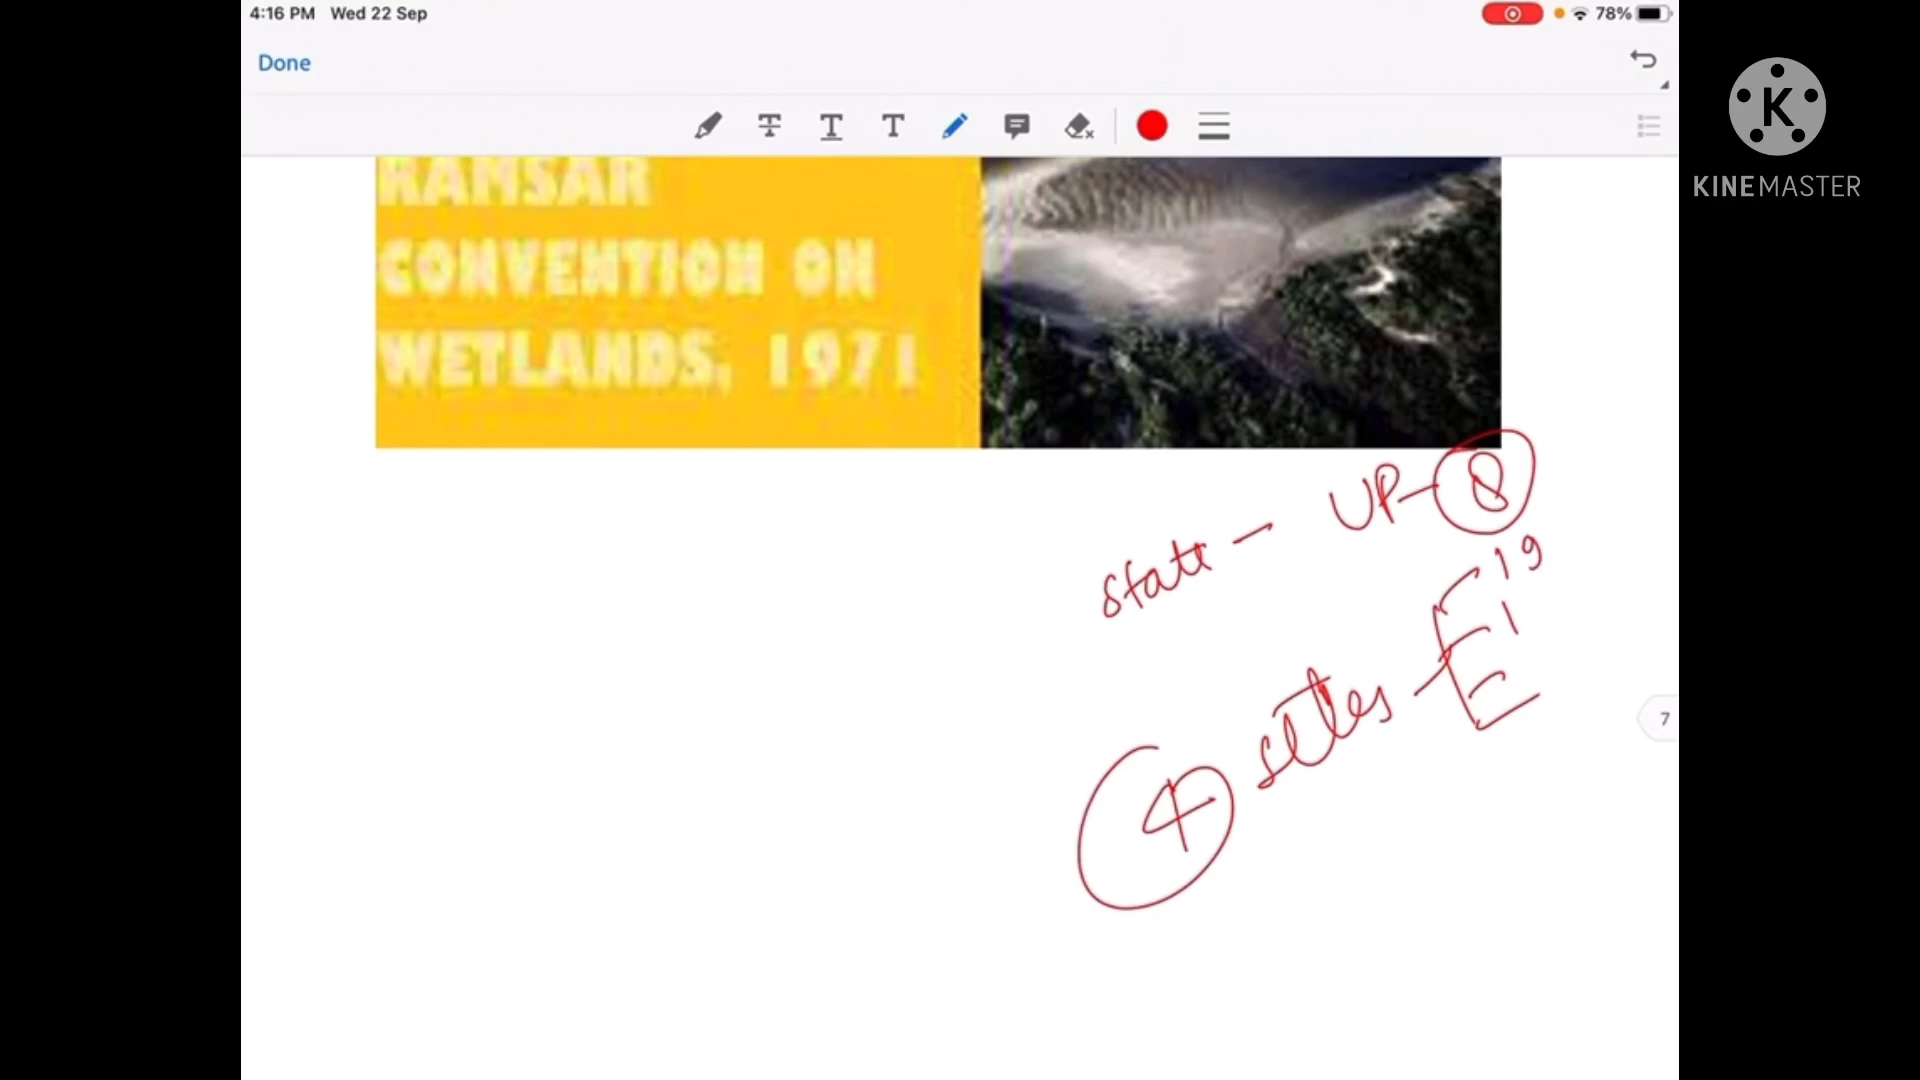 4:16 PM Wed 22 Sep
78%
Done
T T T
K
KINEMASTER
RAMSAR
CONVENTION ON
WETLANDS, 1971
state - UP - 8
19
4
7